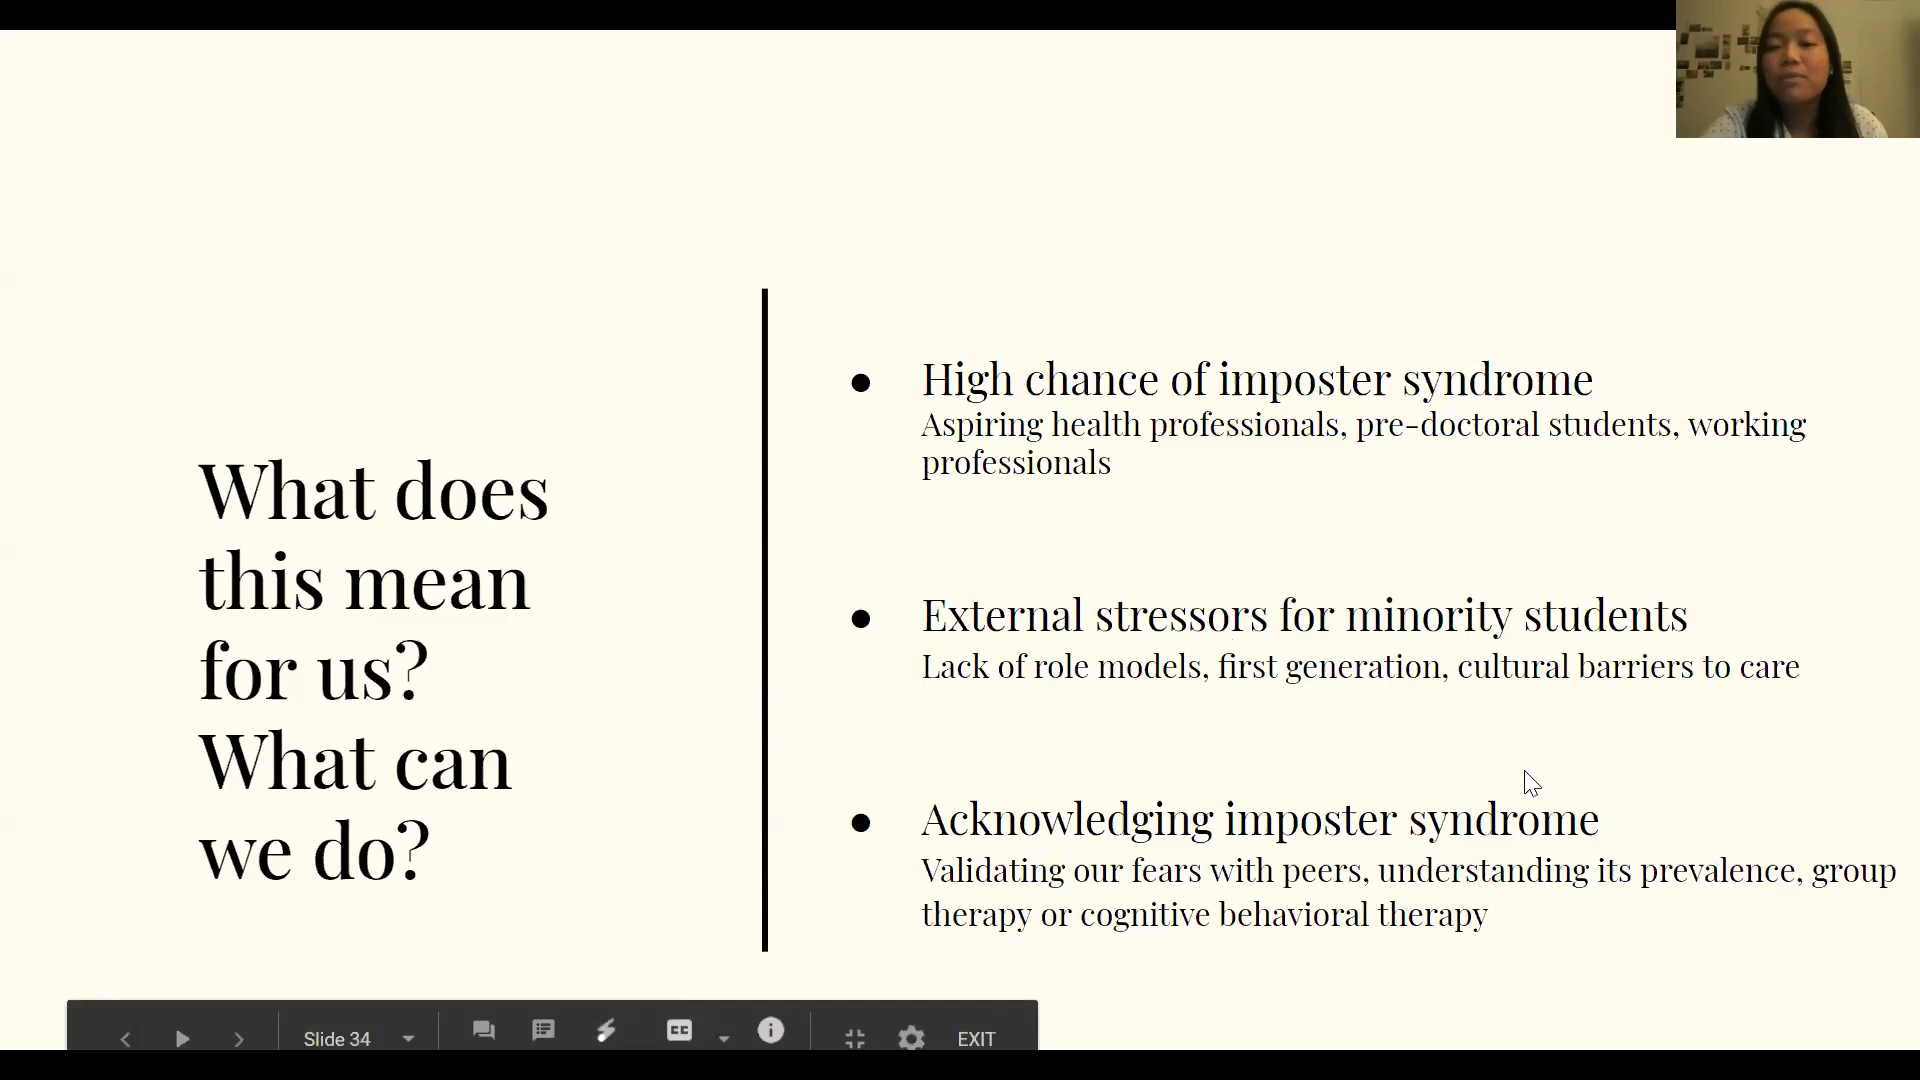 What does
this mean
for us?
What can
we do?
● High chance of imposter syndrome
Aspiring health professionals, pre-doctoral students, working
professionals
● External stressors for minority students
Lack of role models, first generation, cultural barriers to care
● Acknowledging imposter syndrome
Validating our fears with peers, understanding its prevalence, group
therapy or cognitive behavioral therapy
Slide 34
CC
EXIT